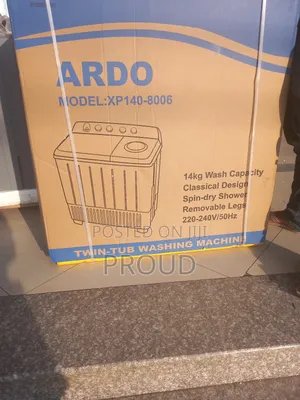 ARDO
MODEL:XP140-8006
14kg Wash Capacity
Classical Design
Spin-dry Shower
Removable Legs
220-240V/50Hz
POSTED ON JIJI
PROUD
TWIN-TUB WASHING MACHINE